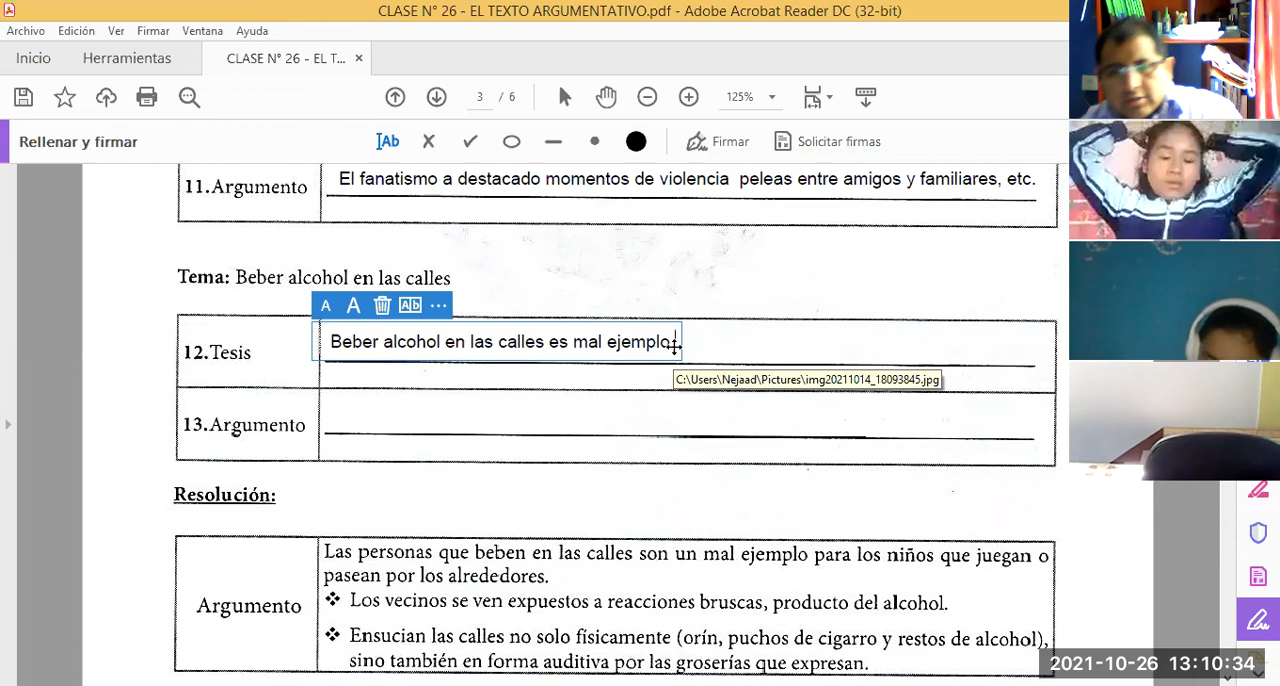 CLASE N° 26 - EL TEXTO ARGUMENTATIVO.pdf - Adobe Acrobat Reader DC (32-bit)
Archivo Edición Ver Firmar Ventana Ayuda
Inicio Herramientas CLASE N° 26 - EL T... ×
3 / 6 125%
Rellenar y firmar Ab Firmar Solicitar firmas
11.Argumento El fanatismo a destacado momentos de violencia peleas entre amigos y familiares, etc.
Tema: Beber alcohol en las calles
A A Ab ...
12.Tesis Beber alcohol en las calles es mal ejemplo
C:\Users\Nejaad\Pictures\img20211014_18093845.jpg
13.Argumento
Resolución:
Argumento
Las personas que beben en las calles son un mal ejemplo para los niños que juegan o
pasean por los alrededores.
❖ Los vecinos se ven expuestos a reacciones bruscas, producto del alcohol.
❖ Ensucian las calles no solo físicamente (orín, puchos de cigarro y restos de alcohol),
sino también en forma auditiva por las groserías que expresan.
2021-10-26 13:10:34